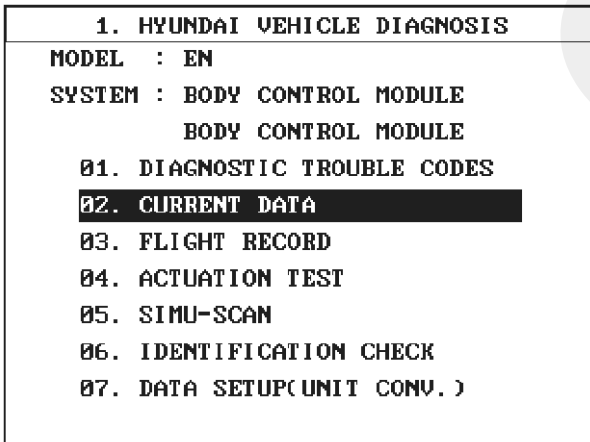 1. HYUNDAI VEHICLE DIAGNOSIS
MODEL : EN
SYSTEM : BODY CONTROL MODULE
BODY CONTROL MODULE
01. DIAGNOSTIC TROUBLE CODES
02. CURRENT DATA
03. FLIGHT RECORD
04. ACTUATION TEST
05. SIMU-SCAN
06. IDENTIFICATION CHECK
07. DATA SETUP(UNIT CONV.)